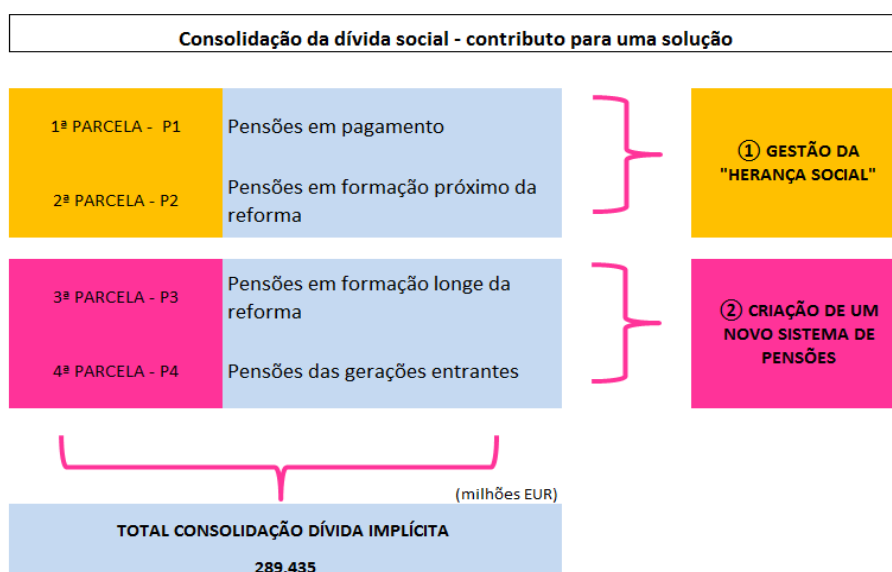 Consolidação da dívida social - contributo para uma solução
1ª PARCELA - P1
Pensões em pagamento
2ª PARCELA - P2
Pensões em formação próximo da
reforma
① GESTÃO DA
"HERANÇA SOCIAL"
3ª PARCELA - P3
Pensões em formação longe da
reforma
4ª PARCELA - P4
Pensões das gerações entrantes
② CRIAÇÃO DE UM
NOVO SISTEMA DE
PENSÕES
(milhões EUR)
TOTAL CONSOLIDAÇÃO DÍVIDA IMPLÍCITA
289.435